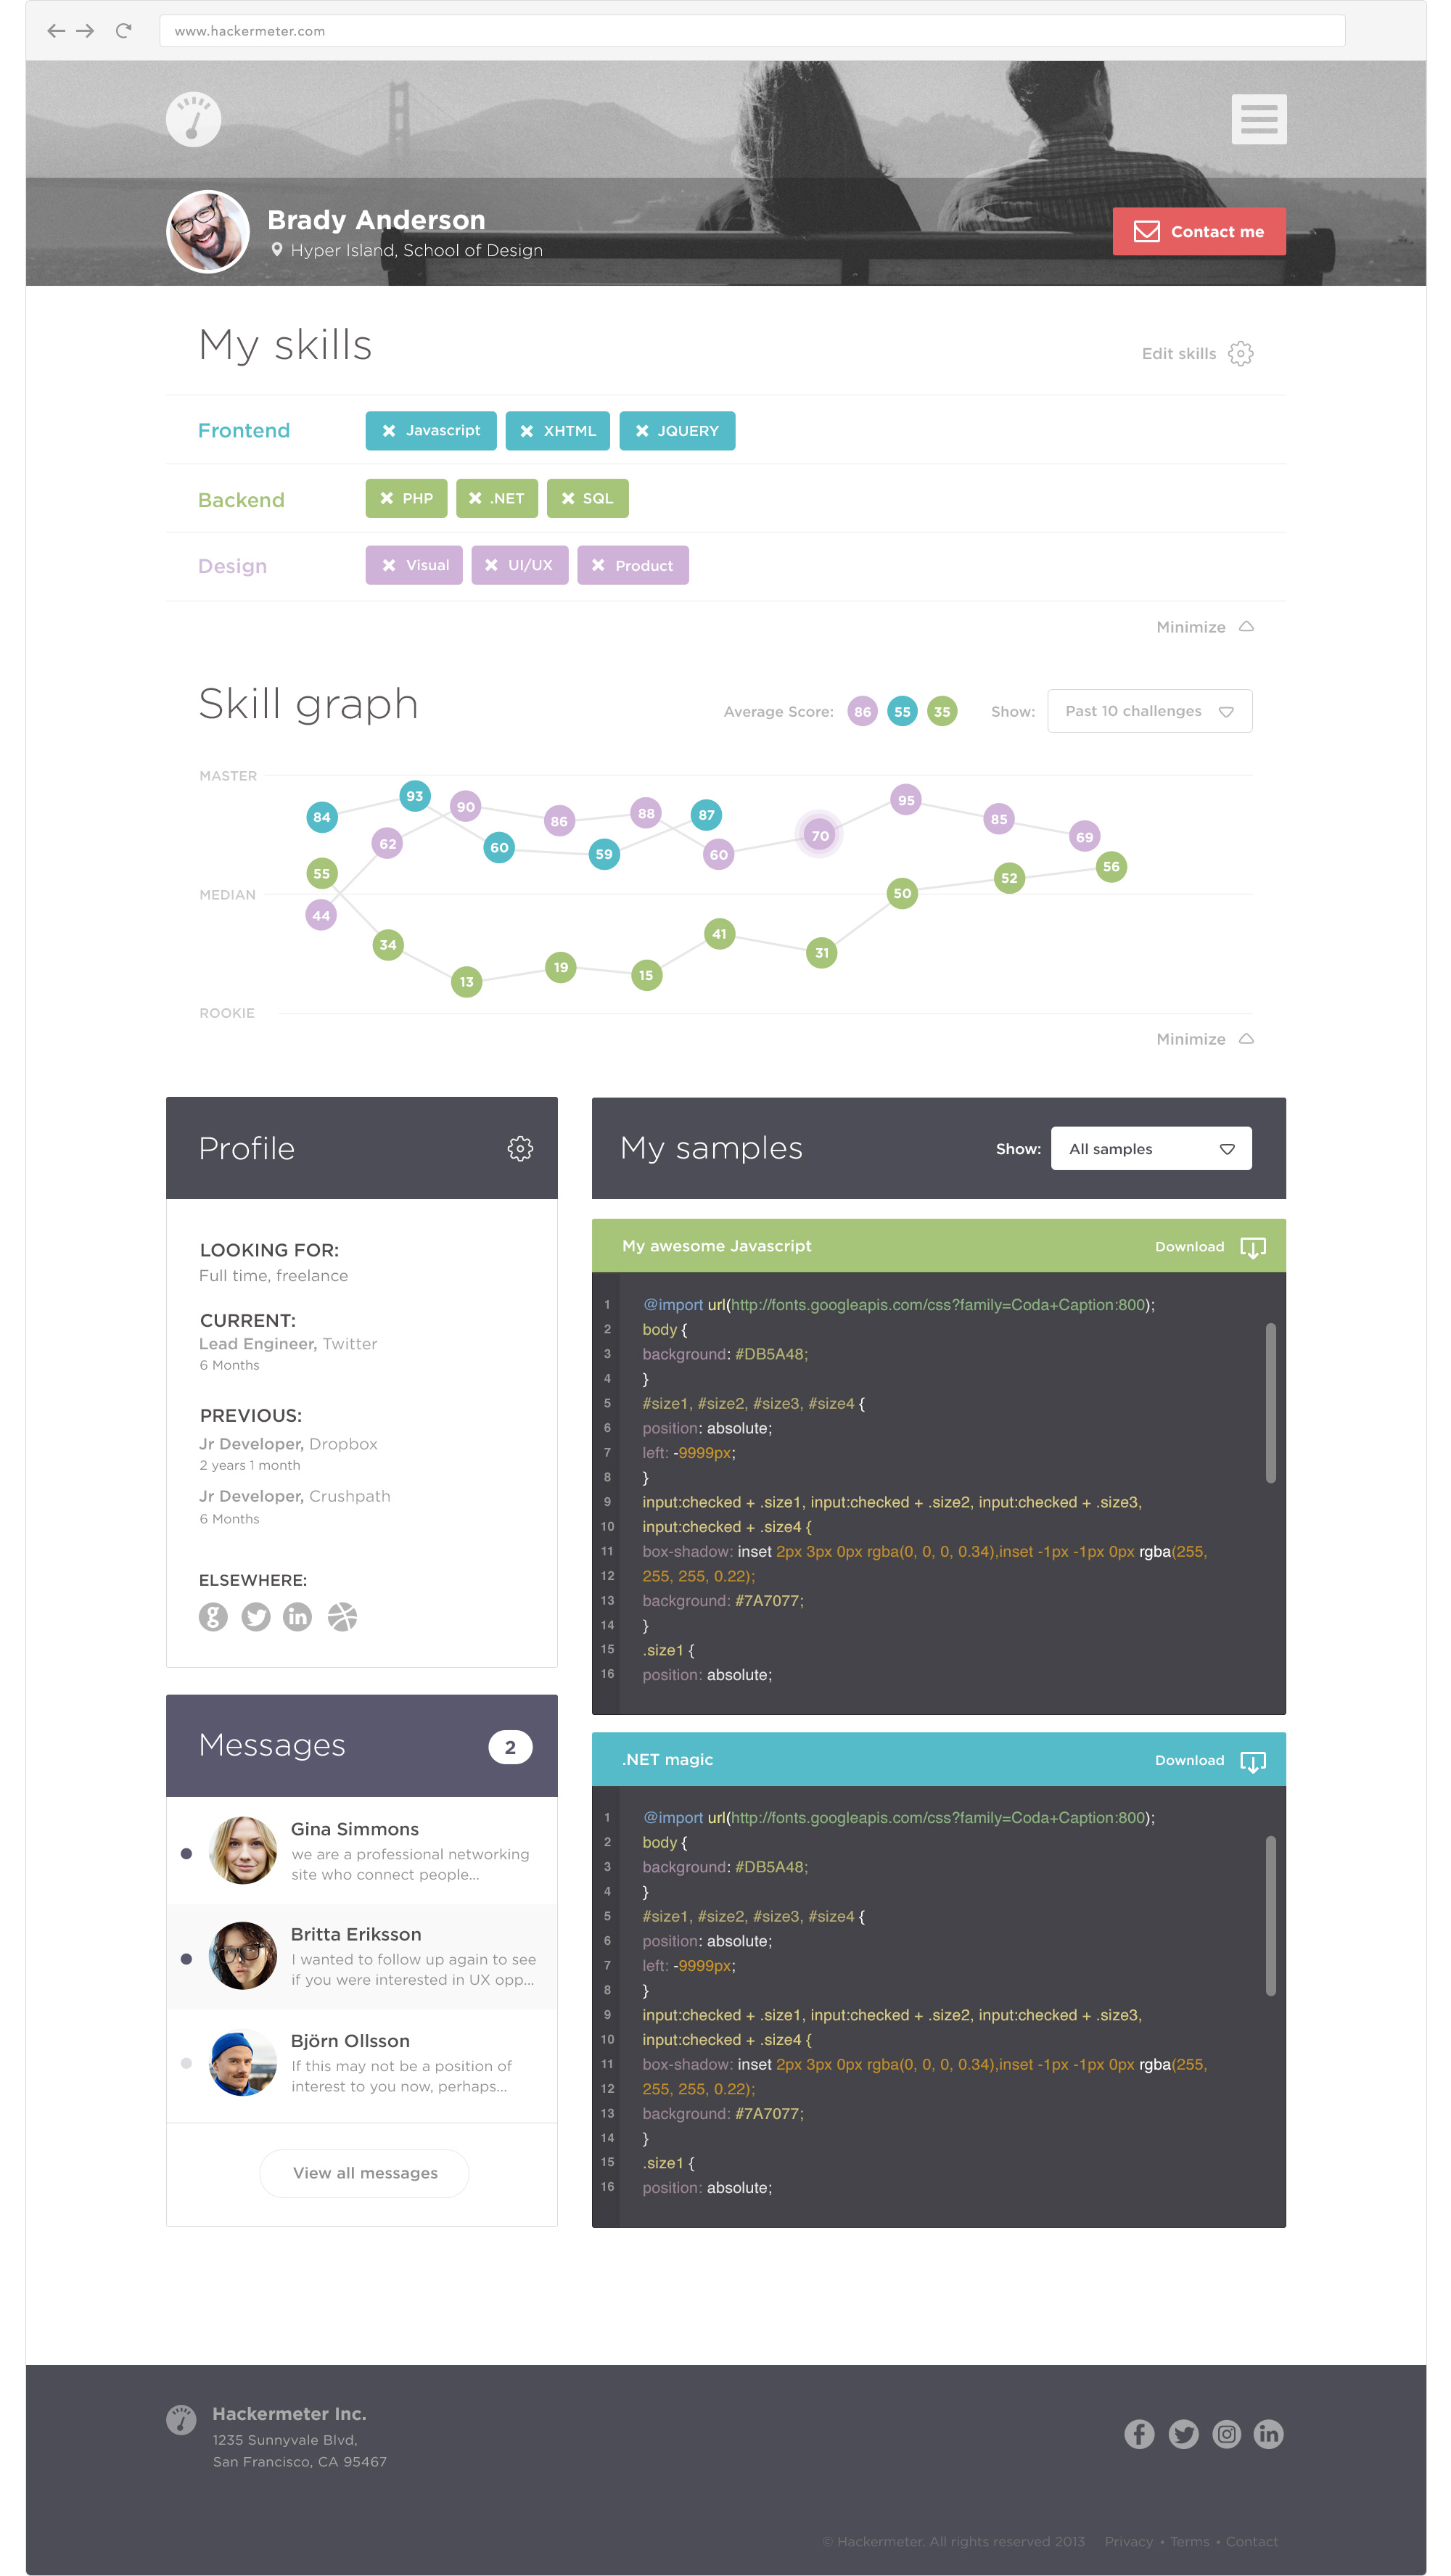 www.hackermeter.com
Brady Anderson
Hyper Island, School of Design
Contact me
My skills
Edit skills
Frontend
Javascript
XHTML
JQUERY
Backend
PHP
.NET
SQL
Design
Visual
UI/UX
Product
Minimize
Skill graph
Average Score: 86 55 35
Show: Past 10 challenges
MASTER
84 93 90 86 88 87 95 85
62 60 59 60 70 69
55 50 52 56
MEDIAN
44 34 41 31
13 19 15
ROOKIE
Minimize
Profile
LOOKING FOR:
Full time, freelance
CURRENT:
Lead Engineer, Twitter
6 Months
PREVIOUS:
Jr Developer, Dropbox
2 years 1 month
Jr Developer, Crushpath
6 Months
ELSEWHERE:
Messages
2
Gina Simmons
we are a professional networking
site who connect people...
Britta Eriksson
I wanted to follow up again to see
if you were interested in UX opp...
Björn Ollsson
If this may not be a position of
interest to you now, perhaps...
View all messages
My samples
Show: All samples
My awesome Javascript
Download
1 @import url(http://fonts.googleapis.com/css?family=Coda+Caption:800);
2 body {
3 background: #DB5A48;
4 }
5 #size1, #size2, #size3, #size4 {
6 position: absolute;
7 left: -9999px;
8 }
9 input:checked + .size1, input:checked + .size2, input:checked + .size3,
10 input:checked + .size4 {
11 box-shadow: inset 2px 3px 0px rgba(0, 0, 0, 0.34),inset -1px -1px 0px rgba(255,
12 255, 255, 0.22);
13 background: #7A7077;
14 }
15 .size1 {
16 position: absolute;
.NET magic
Download
1 @import url(http://fonts.googleapis.com/css?family=Coda+Caption:800);
2 body {
3 background: #DB5A48;
4 }
5 #size1, #size2, #size3, #size4 {
6 position: absolute;
7 left: -9999px;
8 }
9 input:checked + .size1, input:checked + .size2, input:checked + .size3,
10 input:checked + .size4 {
11 box-shadow: inset 2px 3px 0px rgba(0, 0, 0, 0.34),inset -1px -1px 0px rgba(255,
12 255, 255, 0.22);
13 background: #7A7077;
14 }
15 .size1 {
16 position: absolute;
Hackermeter Inc.
1235 Sunnyvale Blvd,
San Francisco, CA 95467
© Hackermeter. All rights reserved 2013 Privacy • Terms • Contact